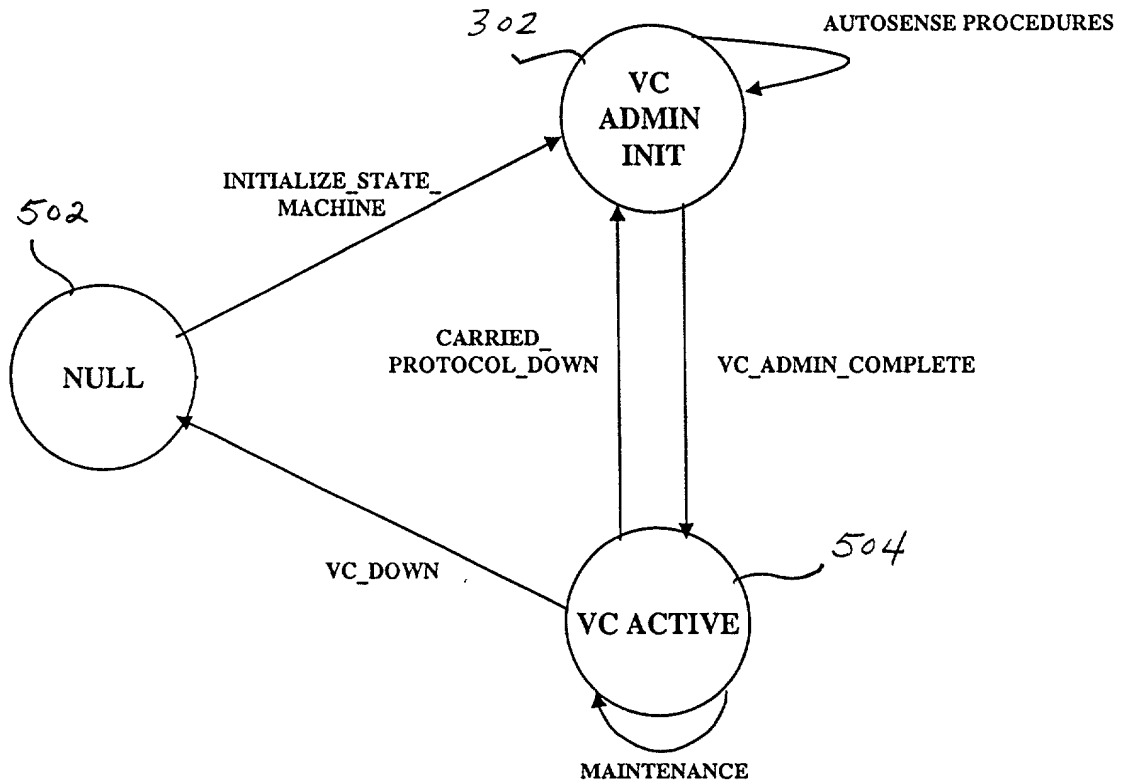 302
AUTOSENSE PROCEDURES
VC
ADMIN
INIT
INITIALIZE_STATE_
MACHINE
502
NULL
CARRIED_
PROTOCOL_DOWN
VC_ADMIN_COMPLETE
VC_DOWN
504
VC ACTIVE
MAINTENANCE